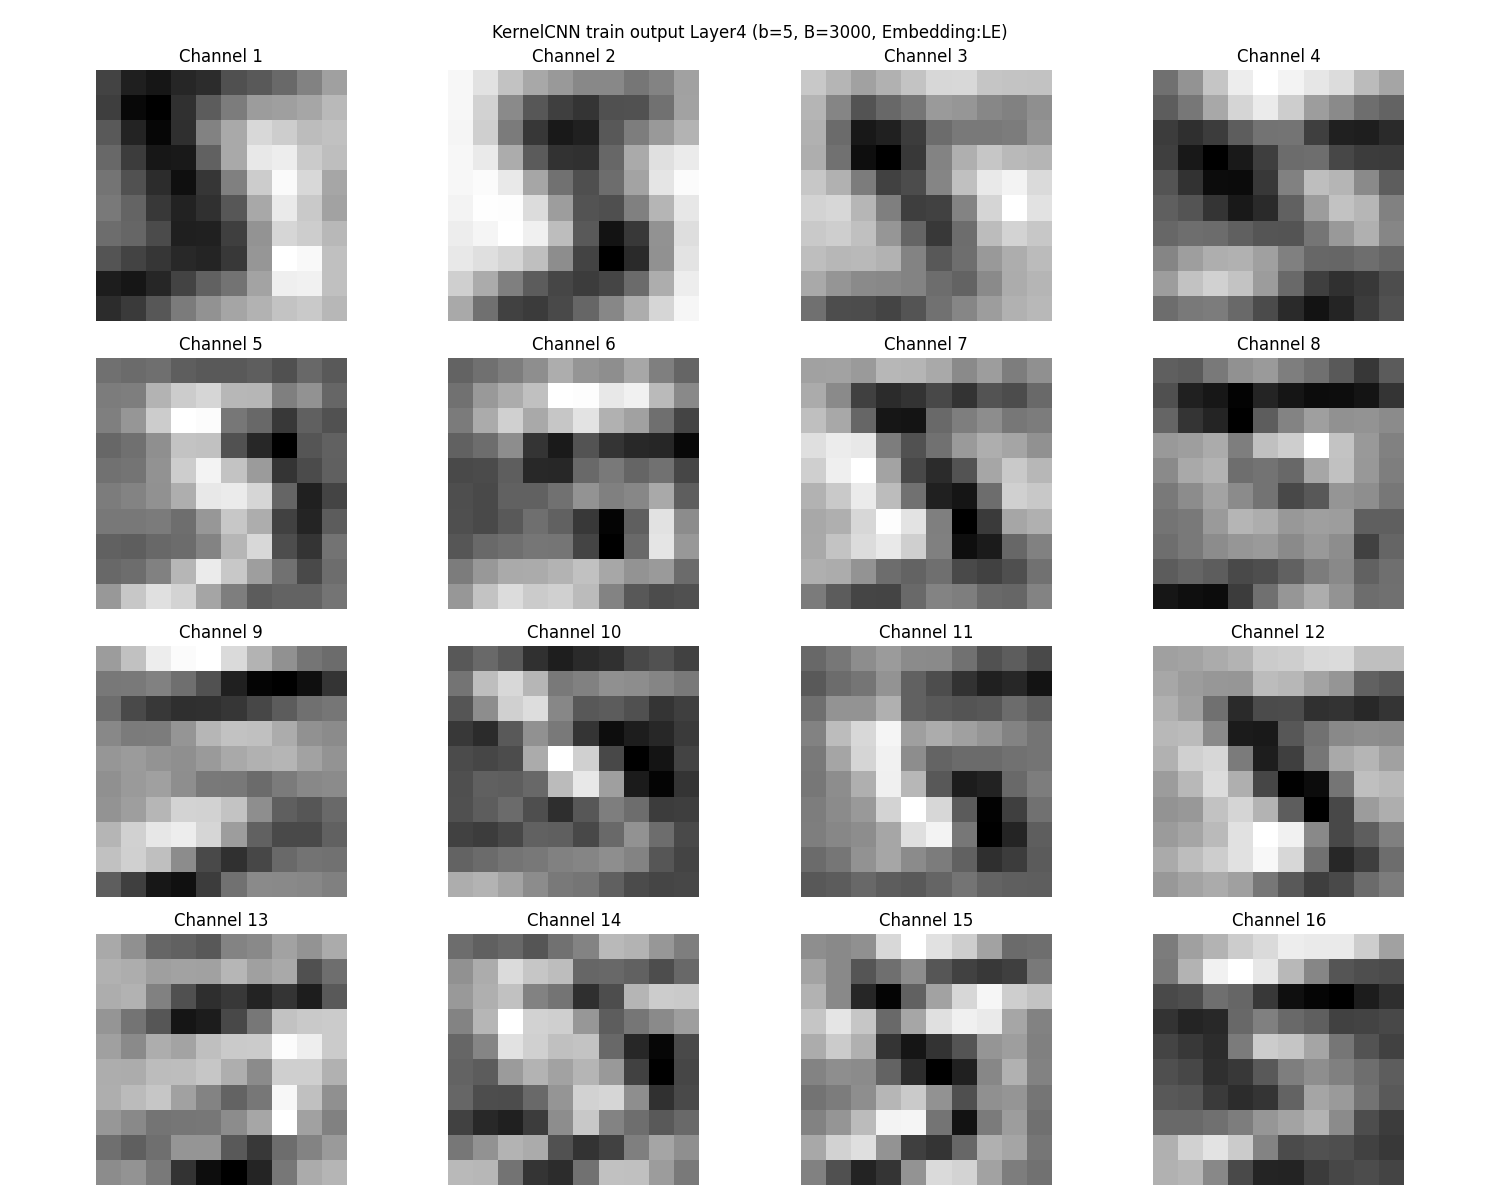 KernelCNN train output Layer4 (b=5, B=3000, Embedding:LE)
Channel 1 Channel 2 Channel 3 Channel 4
Channel 5 Channel 6 Channel 7 Channel 8
Channel 9 Channel 10 Channel 11 Channel 12
Channel 13 Channel 14 Channel 15 Channel 16